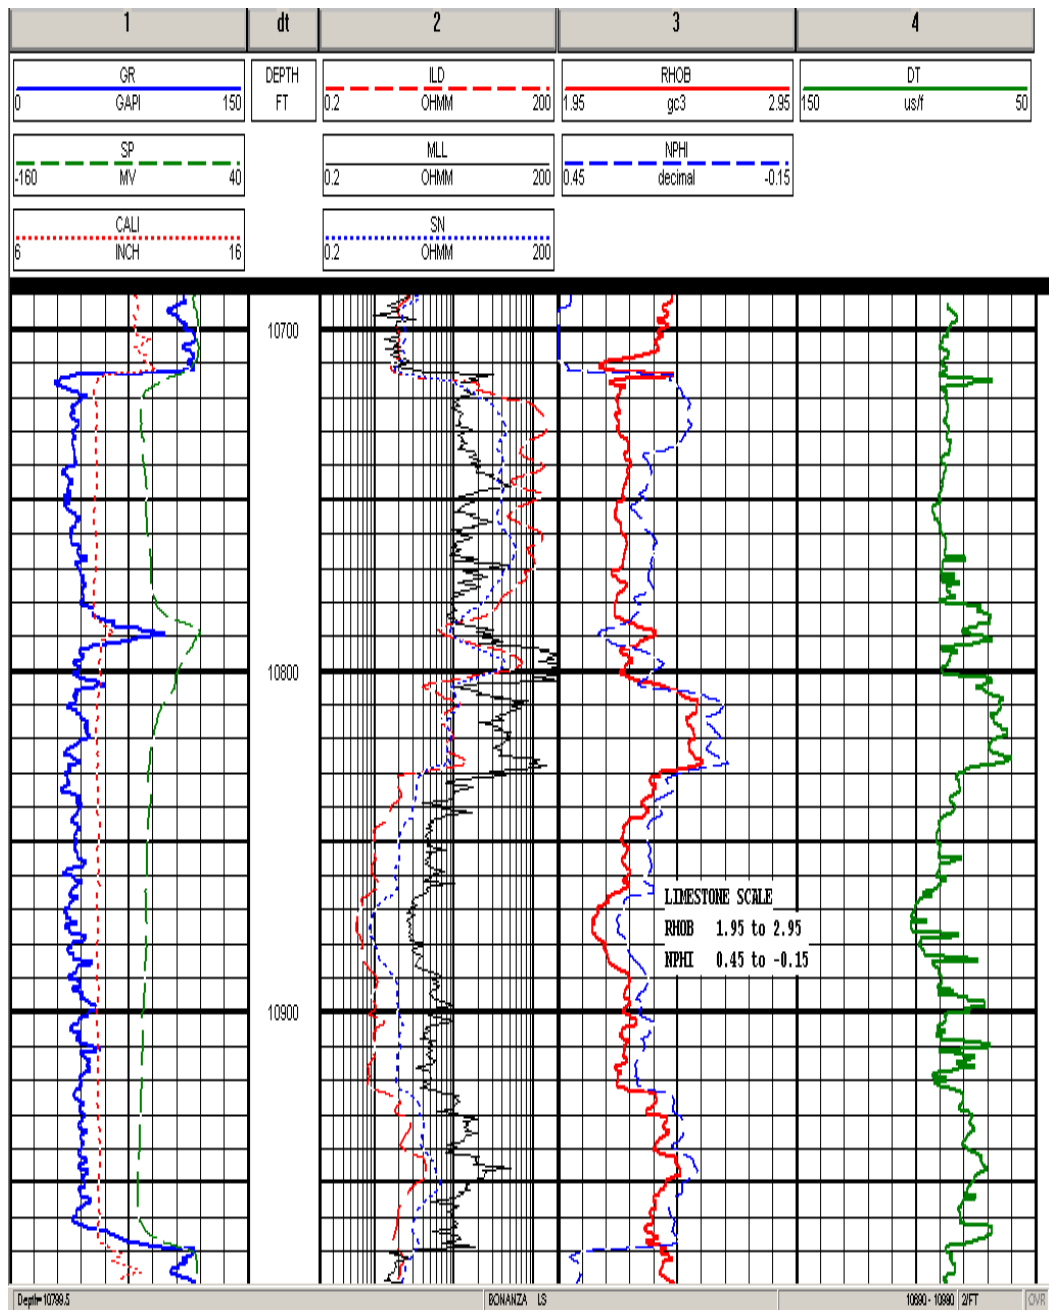 1 dt 2 3 4
GR DEPTH ILD RHOB DT
0 GAPI 150 FT 0.2 OHMM 200 1.95 gc3 2.95 150 us/f 50
SP MLL NPHI
-160 MV 40 0.2 OHMM 200 0.45 decimal -0.15
CALI SN
6 INCH 16 0.2 OHMM 200
10700
10800
LIMESTONE SCALE
RHOB 1.95 to 2.95
NPHI 0.45 to -0.15
10900
Depth=10799.5 BONANZA LS 10690 - 10990 2/FT OVR